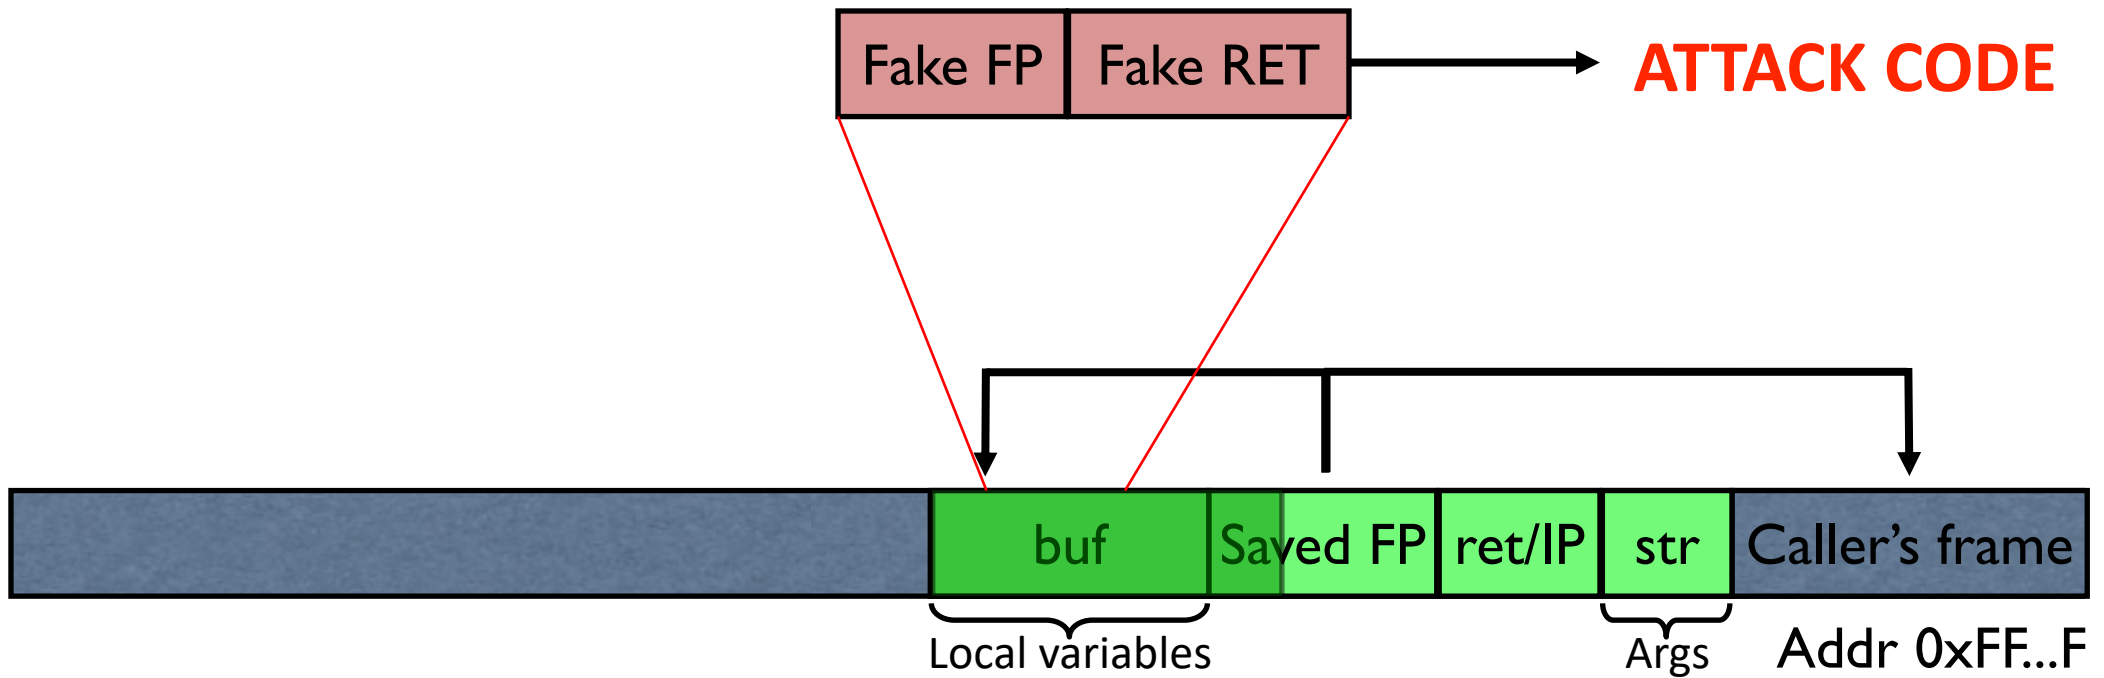 Fake FP Fake RET ATTACK CODE
buf Saved FP ret/IP str Caller’s frame
Local variables Args Addr 0xFF...F